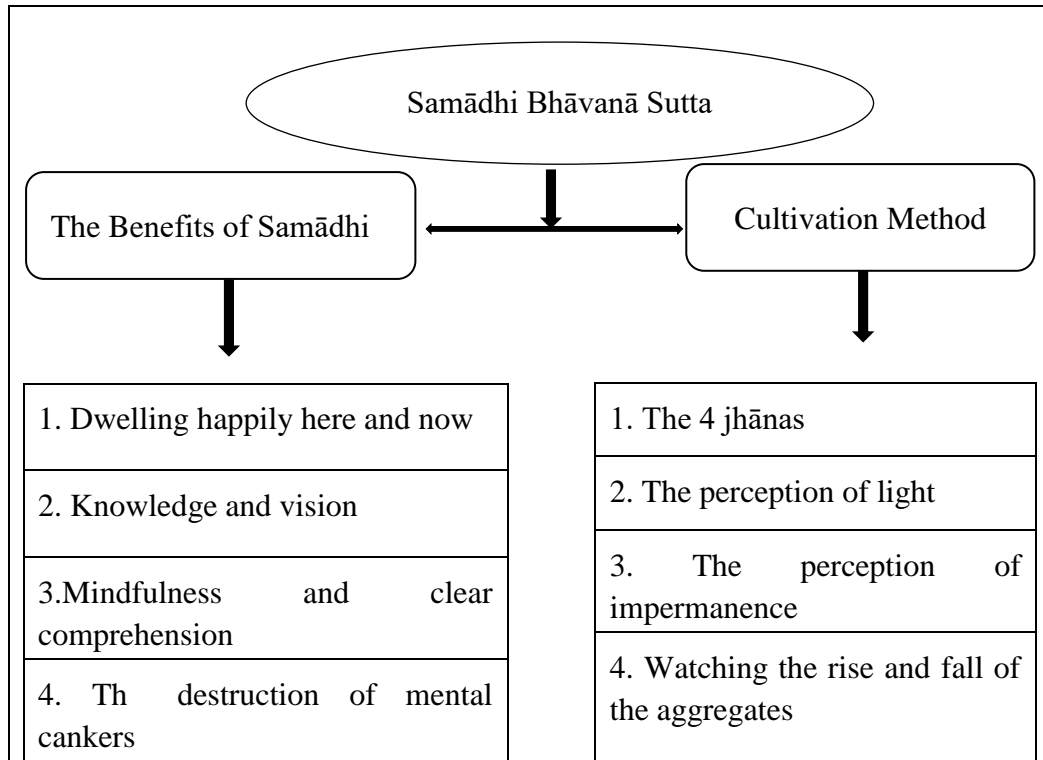 Samādhi Bhāvanā Sutta
The Benefits of Samādhi
Cultivation Method
1. Dwelling happily here and now
2. Knowledge and vision
3.Mindfulness and clear
comprehension
4. Th destruction of mental
cankers
1. The 4 jhānas
2. The perception of light
3. The perception of
impermanence
4. Watching the rise and fall of
the aggregates